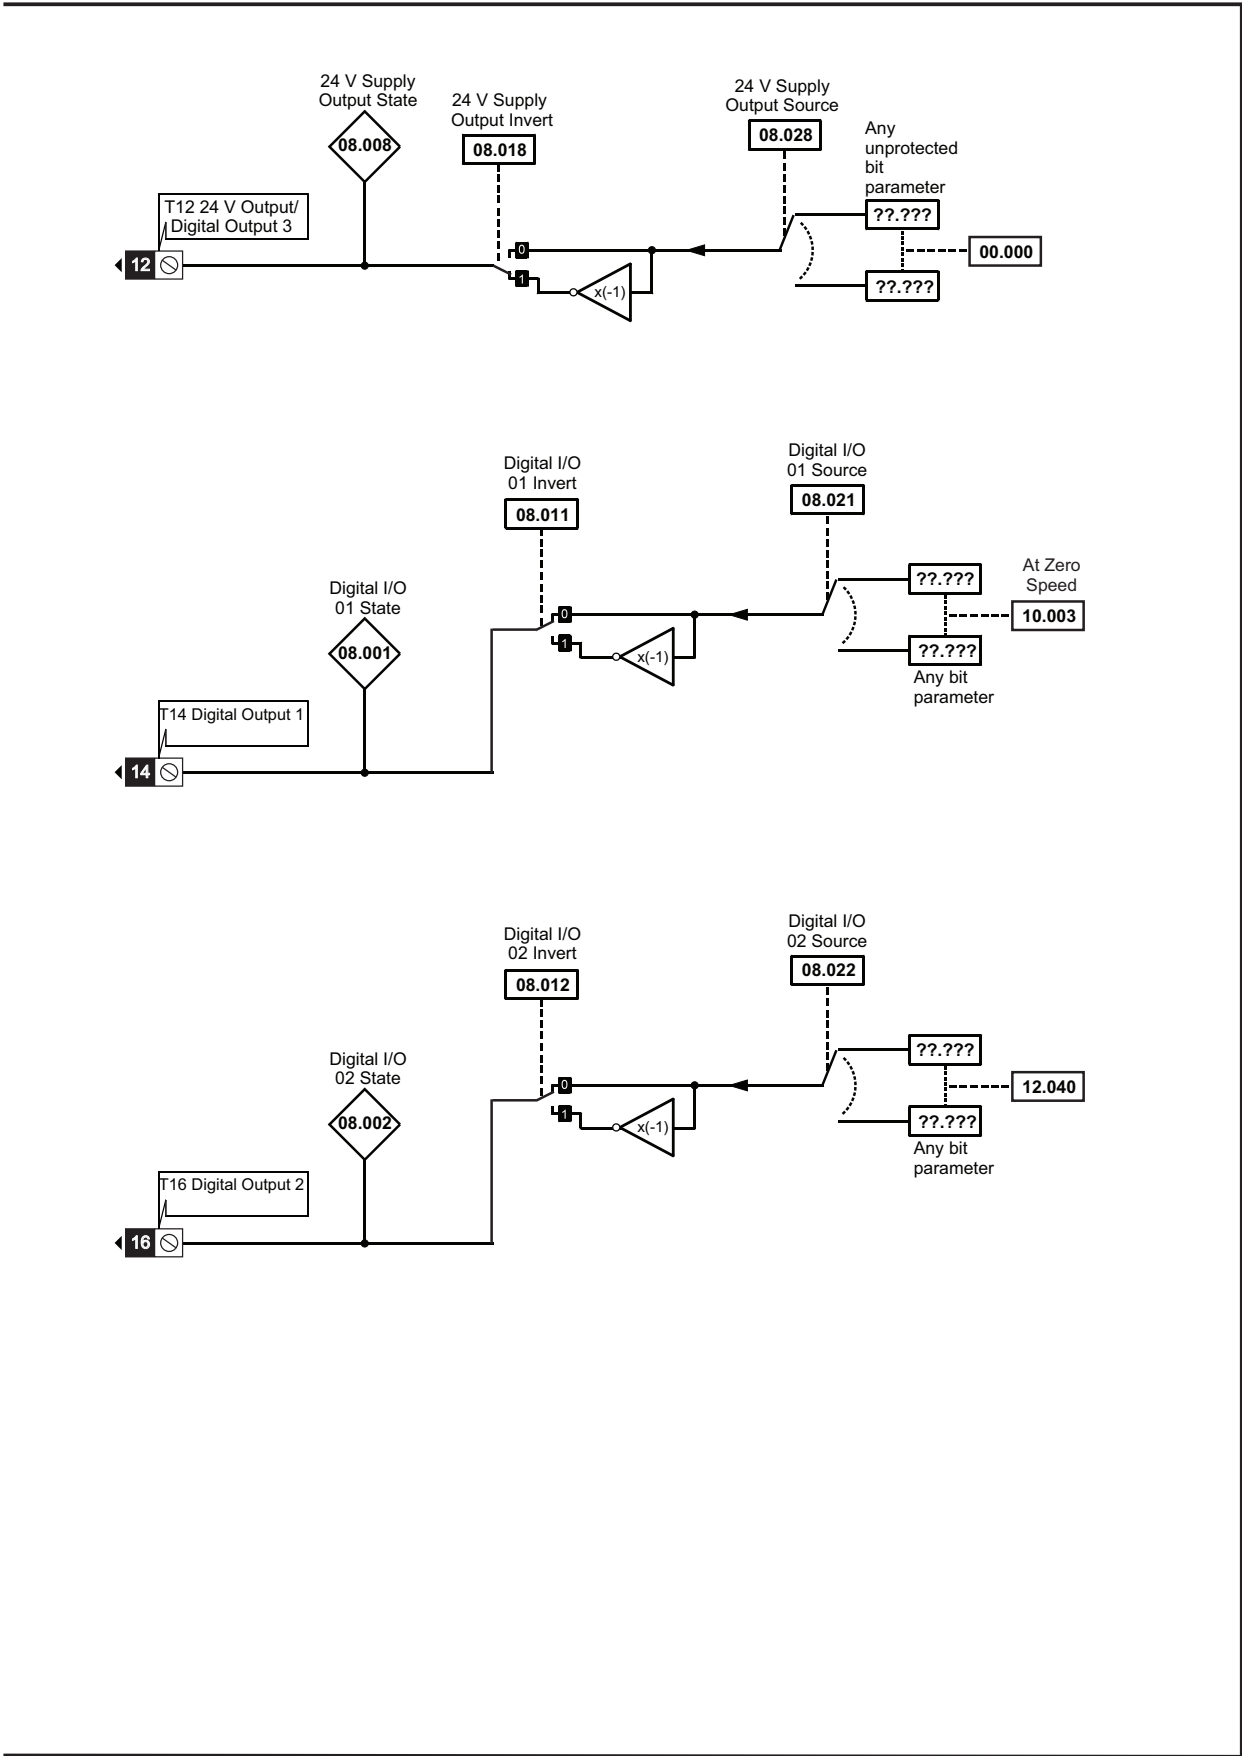 24 V Supply
Output State
08.008
24 V Supply
Output Invert
08.018
24 V Supply
Output Source
08.028
Any
unprotected
bit
parameter
??.???
00.000
??.???
T12 24 V Output/
Digital Output 3
12
0
1
x(-1)
Digital I/O
01 Invert
08.011
Digital I/O
01 Source
08.021
Digital I/O
01 State
08.001
0
1
x(-1)
??.???
At Zero
Speed
10.003
??.???
Any bit
parameter
T14 Digital Output 1
14
Digital I/O
02 Invert
08.012
Digital I/O
02 Source
08.022
Digital I/O
02 State
08.002
0
1
x(-1)
??.???
12.040
??.???
Any bit
parameter
T16 Digital Output 2
16